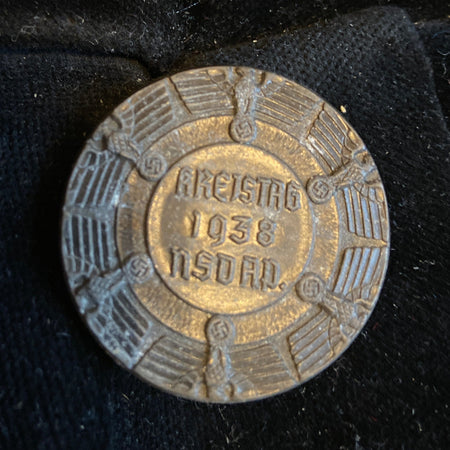 KREISTAG
1938
NSDAP.